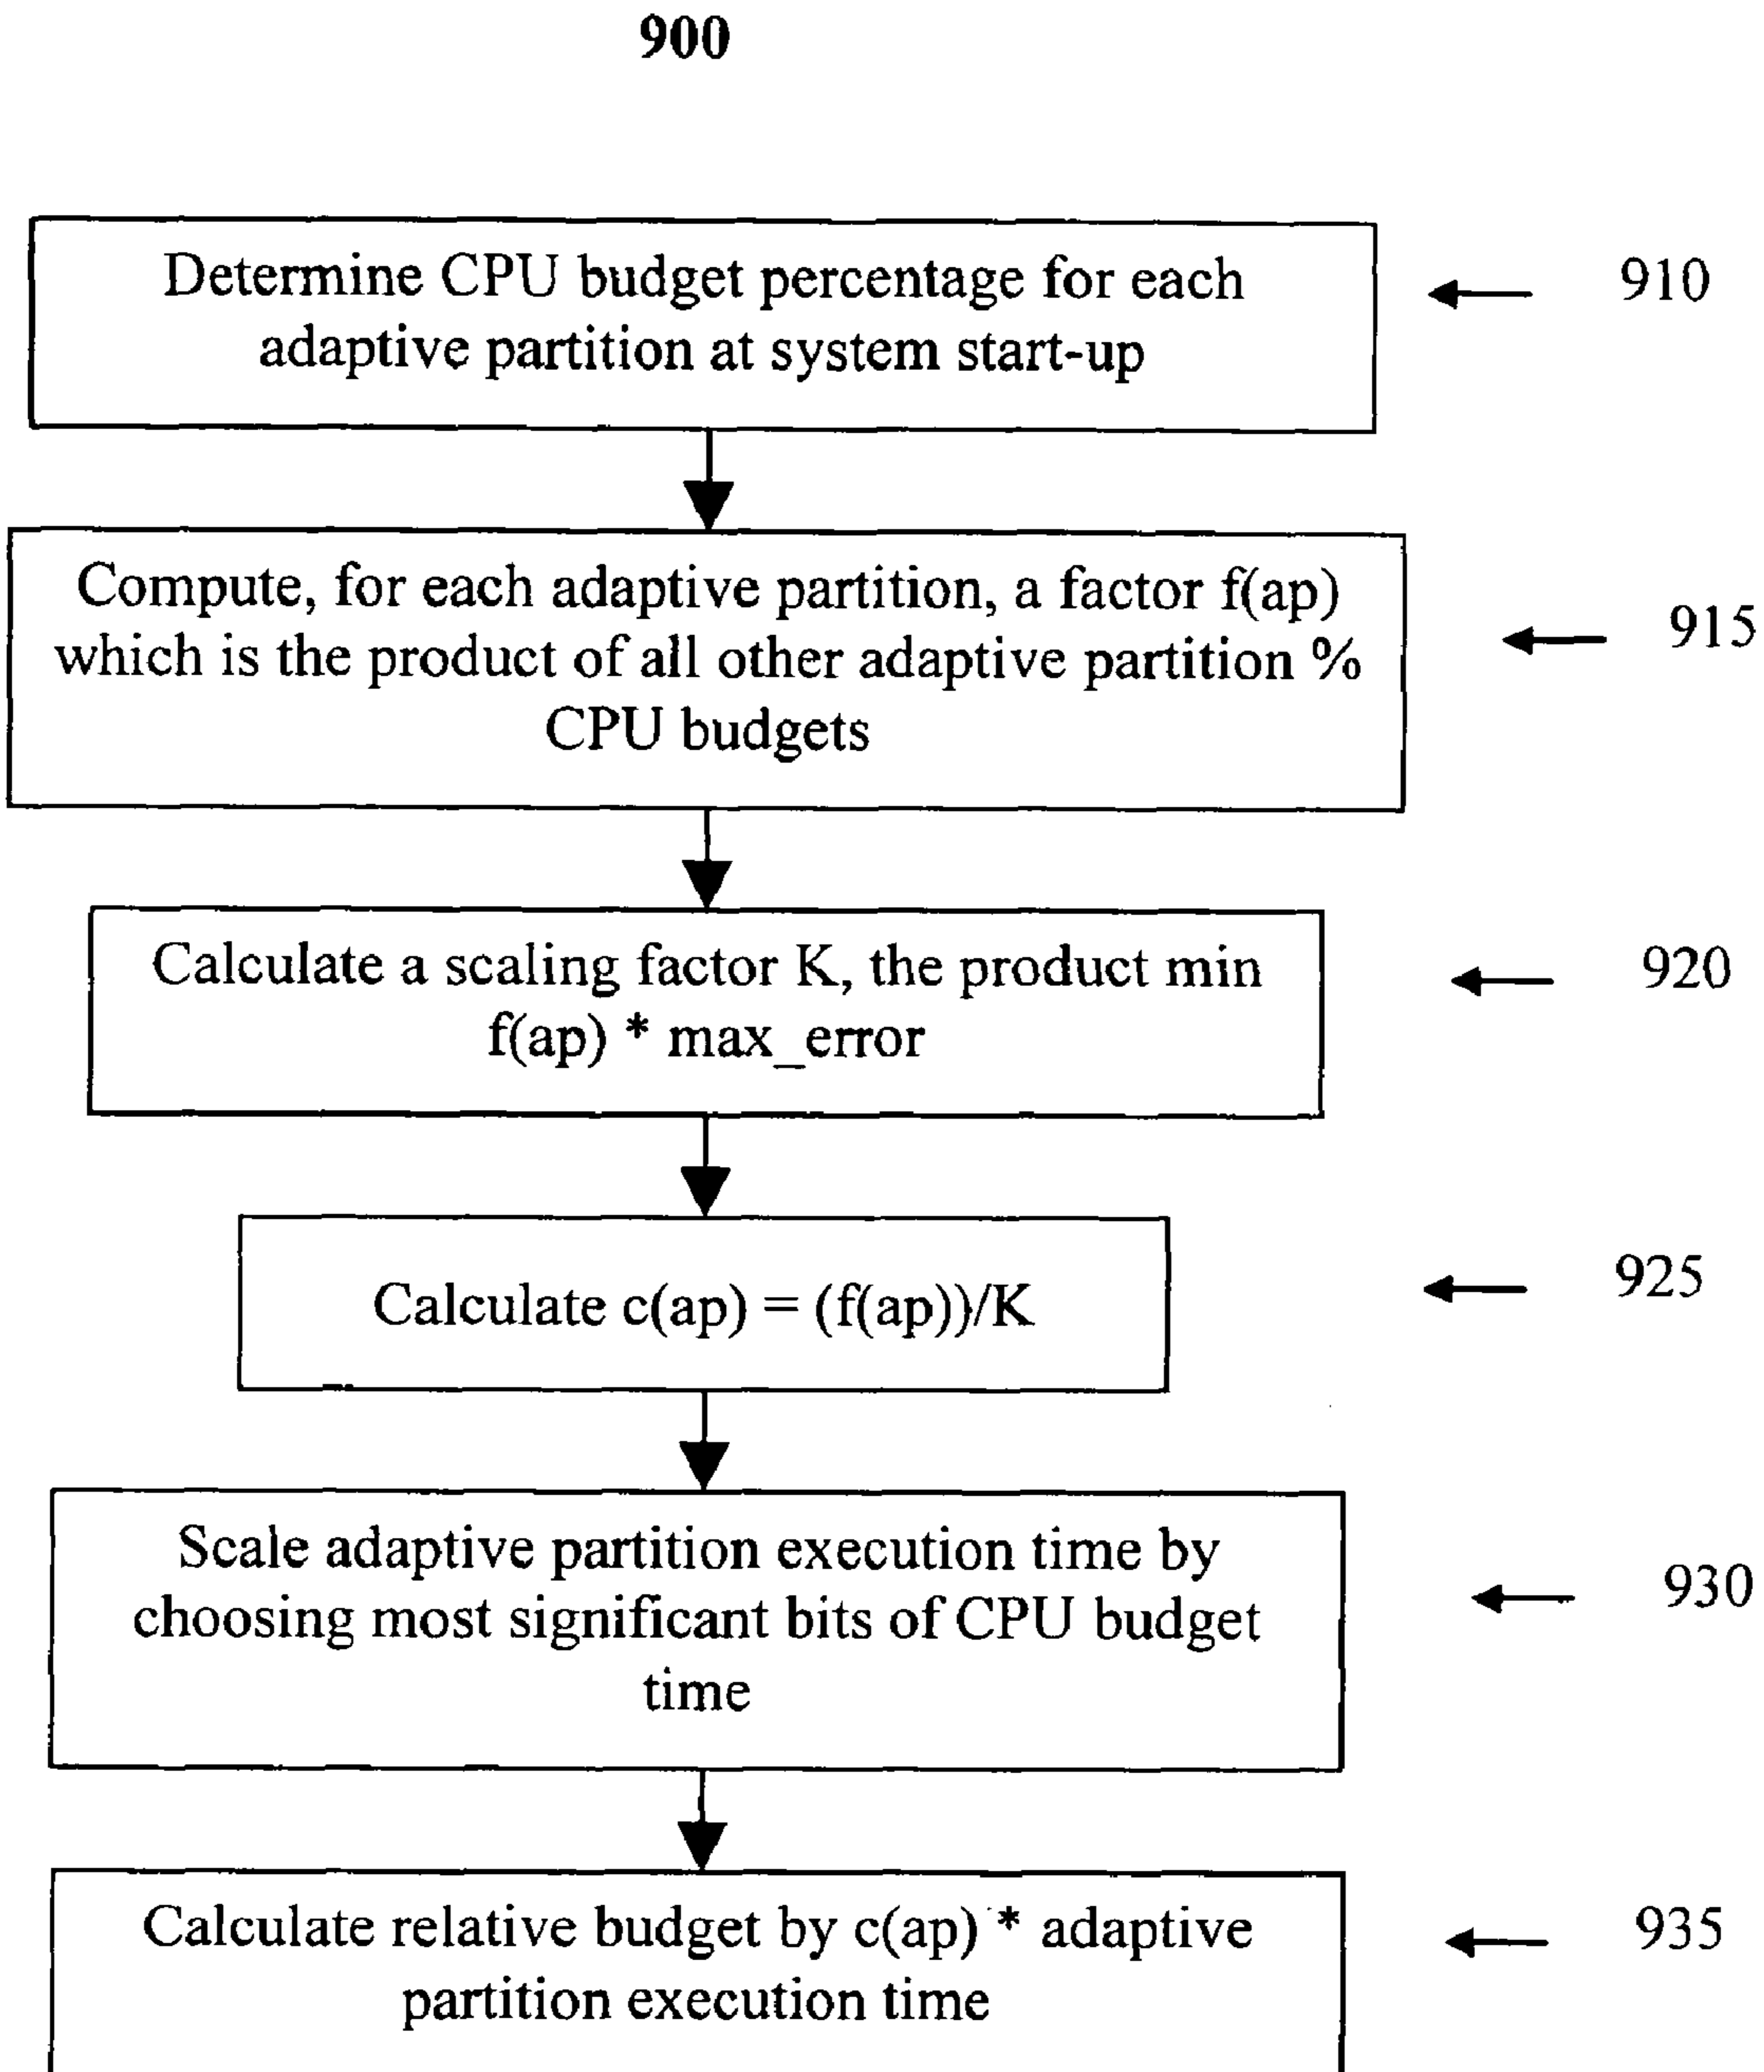 900
Determine CPU budget percentage for each
adaptive partition at system start-up
910
Compute, for each adaptive partition, a factor f(ap)
which is the product of all other adaptive partition %
CPU budgets
915
Calculate a scaling factor K, the product min
f(ap) * max_error
920
Calculate c(ap) = (f(ap))/K
925
Scale adaptive partition execution time by
choosing most significant bits of CPU budget
time
930
Calculate relative budget by c(ap) * adaptive
partition execution time
935